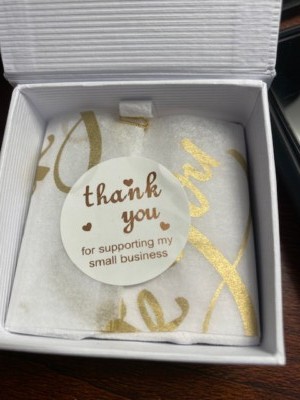 thank
you
for supporting my
small business